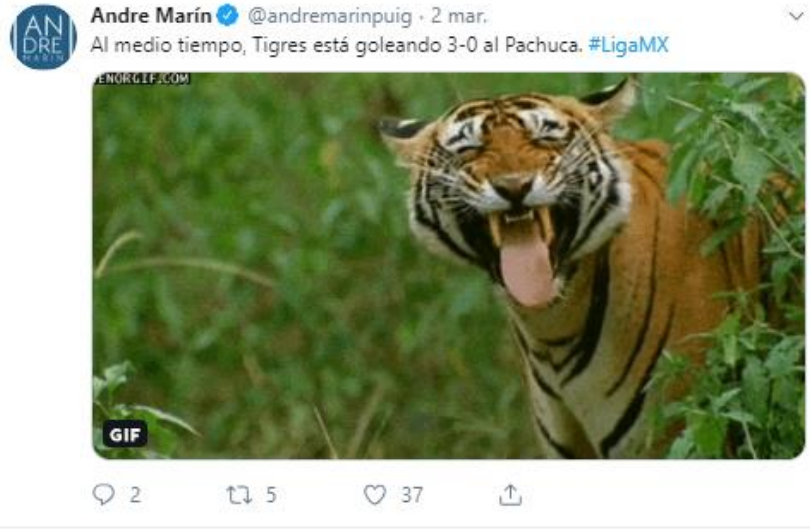 AN
DRE
MARIN
Andre Marín @andremarinpuig · 2 mar.
Al medio tiempo, Tigres está goleando 3-0 al Pachuca. #LigaMX
ENORGIF.COM
GIF
2 5 37